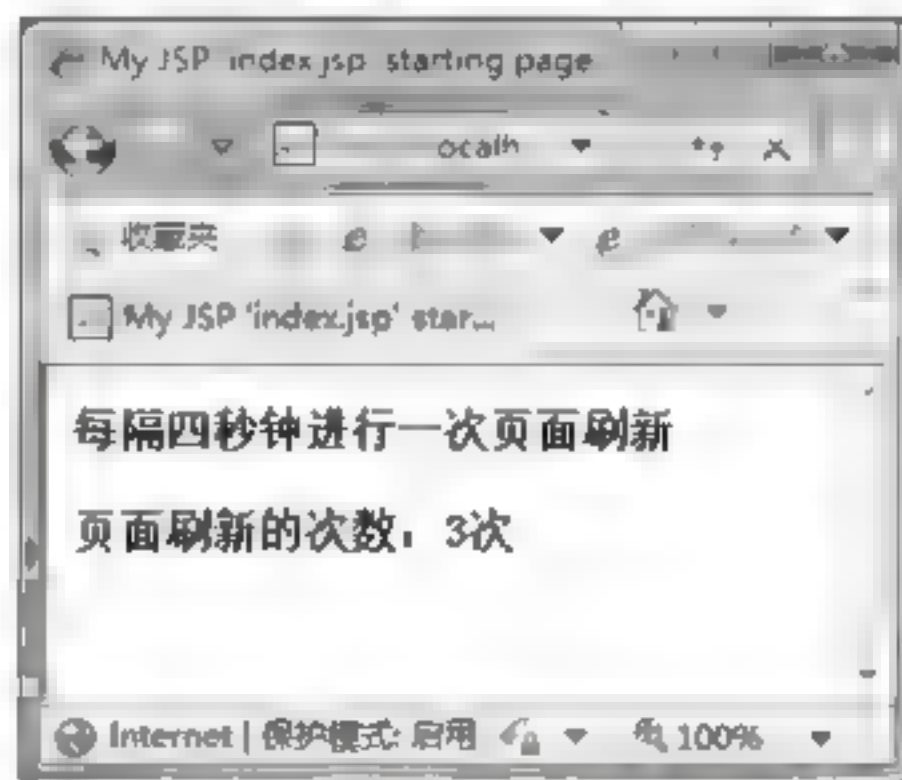 My JSP index.jsp starting page
ocalh
收藏夹
My JSP 'index.jsp' star...
每隔四秒钟进行一次页面刷新
页面刷新的次数：3次
Internet | 保护模式: 启用 100%